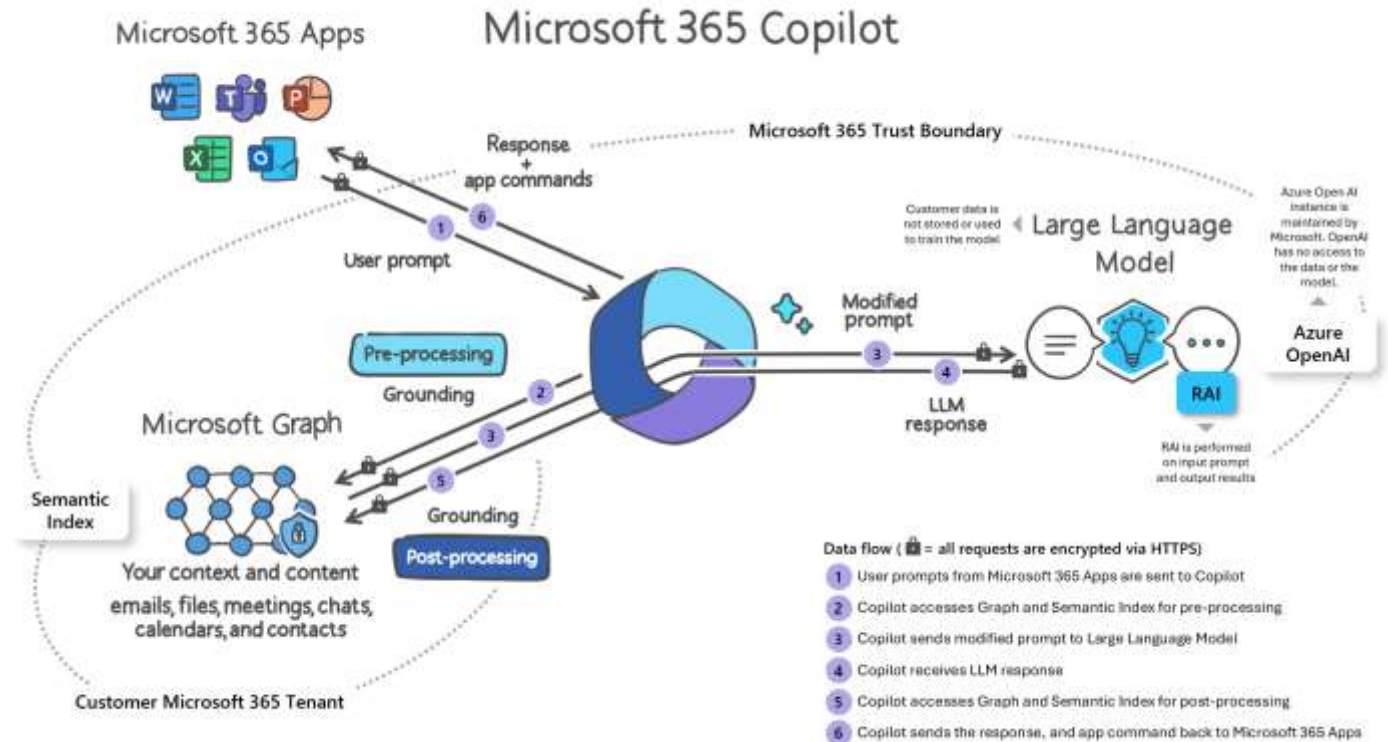 Microsoft 365 Copilot
Microsoft 365 Apps
W
T
P
X
O
Response
+
app commands
6
1
User prompt
Microsoft 365 Trust Boundary
Customer data is
not stored or used
to train the model
Large Language
Model
Azure Open AI
instance is
maintained by
Microsoft. OpenAI
has no access to
the data or the
model.
Azure
OpenAI
Modified
prompt
3
4
LLM
response
RAI
RAI is performed
on input prompt
and output results
Pre-processing
Grounding
2
3
5
Grounding
Post-processing
Microsoft Graph
Semantic
Index
Your context and content
emails, files, meetings, chats,
calendars, and contacts
Customer Microsoft 365 Tenant
Data flow ( = all requests are encrypted via HTTPS)
1 User prompts from Microsoft 365 Apps are sent to Copilot
2 Copilot accesses Graph and Semantic Index for pre-processing
3 Copilot sends modified prompt to Large Language Model
4 Copilot receives LLM response
5 Copilot accesses Graph and Semantic Index for post-processing
6 Copilot sends the response, and app command back to Microsoft 365 Apps